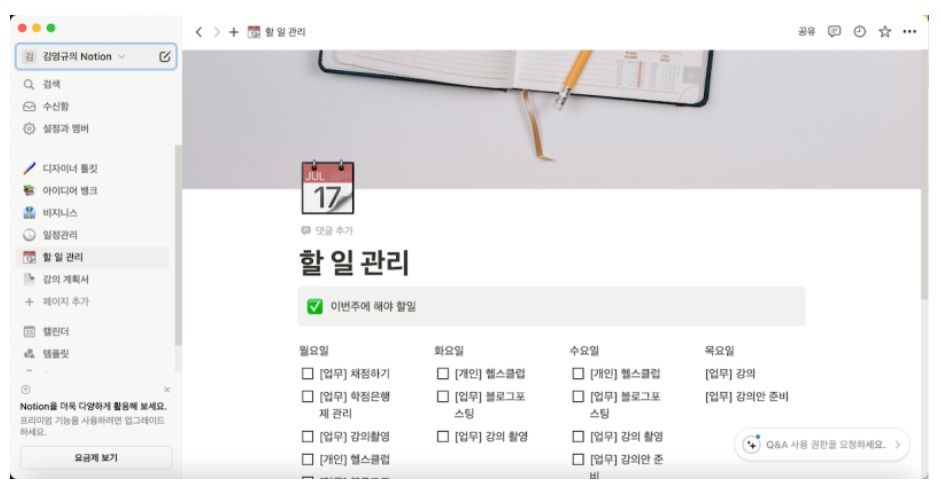 할 일 관리
공유
김 김영규의 Notion
검색
수신함
설정과 멤버
디자이너 툴킷
아이디어 뱅크
비지니스
일정관리
할 일 관리
강의 계획서
+ 페이지 추가
캘린더
템플릿
Notion을 더욱 다양하게 활용해 보세요.
프리미엄 기능을 사용하려면 업그레이드
하세요.
요금제 보기
JUL
17
댓글 추가
할 일 관리
이번주에 해야 할일
월요일
[업무] 채점하기
[업무] 학점은행
제 관리
[업무] 강의촬영
[개인] 헬스클럽
화요일
[개인] 헬스클럽
[업무] 블로그포
스팅
[업무] 강의 촬영
수요일
[개인] 헬스클럽
[업무] 블로그포
스팅
[업무] 강의 촬영
[업무] 강의안 준
비
목요일
[업무] 강의
[업무] 강의안 준비
Q&A 사용 권한을 요청하세요.